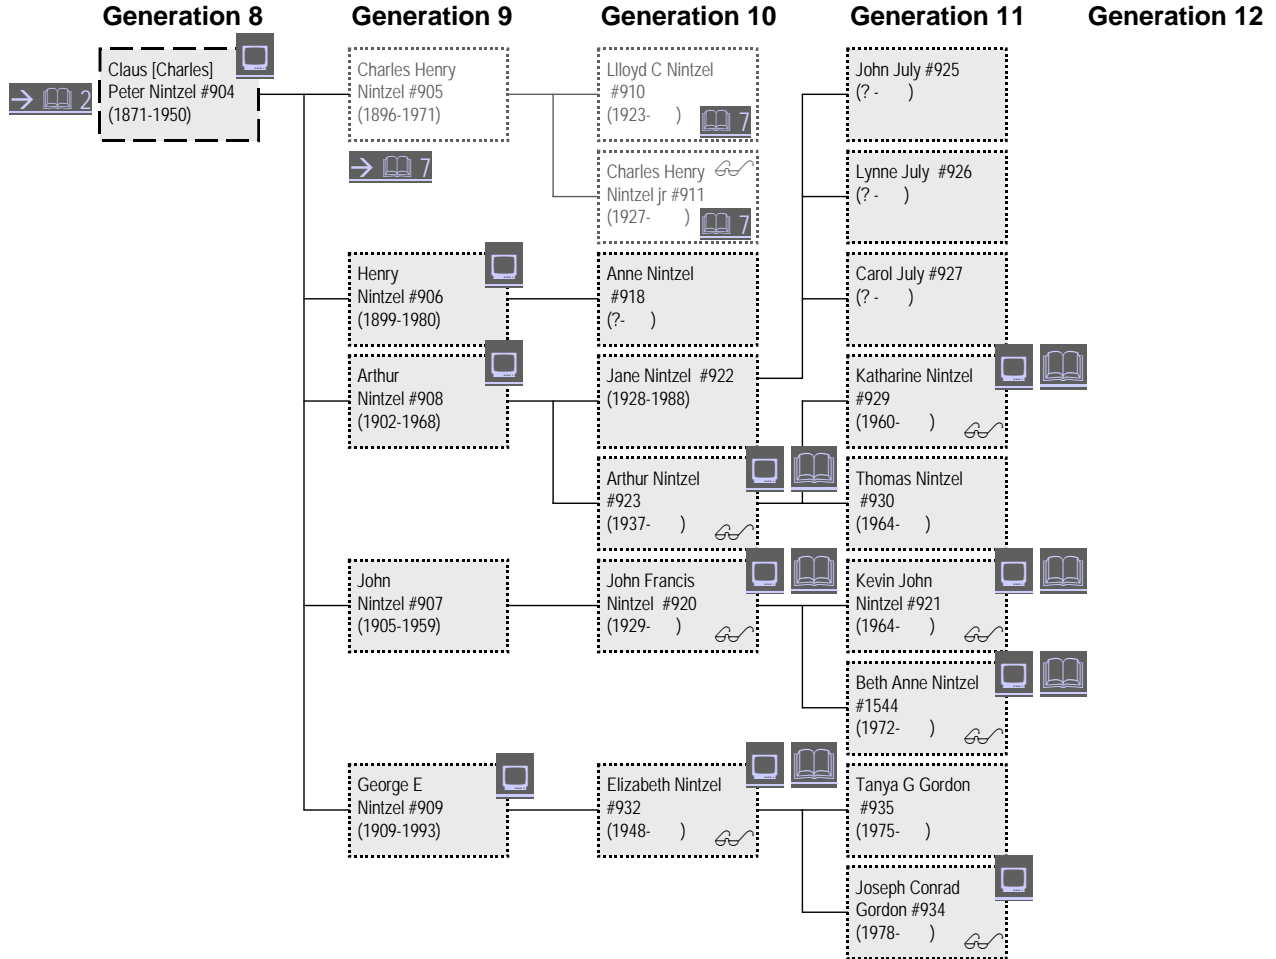 Generation 8
Generation 9
Generation 10
Generation 11
Generation 12
→ 2
Claus [Charles]
Peter Nintzel #904
(1871-1950)
Charles Henry
Nintzel #905
(1896-1971)
→ 7
Henry
Nintzel #906
(1899-1980)
Arthur
Nintzel #908
(1902-1968)
John
Nintzel #907
(1905-1959)
George E
Nintzel #909
(1909-1993)
Llloyd C Nintzel
#910
(1923- )
7
Charles Henry
Nintzel jr #911
(1927- )
7
Anne Nintzel
#918
(?- )
Jane Nintzel #922
(1928-1988)
Arthur Nintzel
#923
(1937- )
John Francis
Nintzel #920
(1929- )
Elizabeth Nintzel
#932
(1948- )
John July #925
(? - )
Lynne July #926
(? - )
Carol July #927
(? - )
Katharine Nintzel
#929
(1960- )
Thomas Nintzel
#930
(1964- )
Kevin John
Nintzel #921
(1964- )
Beth Anne Nintzel
#1544
(1972- )
Tanya G Gordon
#935
(1975- )
Joseph Conrad
Gordon #934
(1978- )